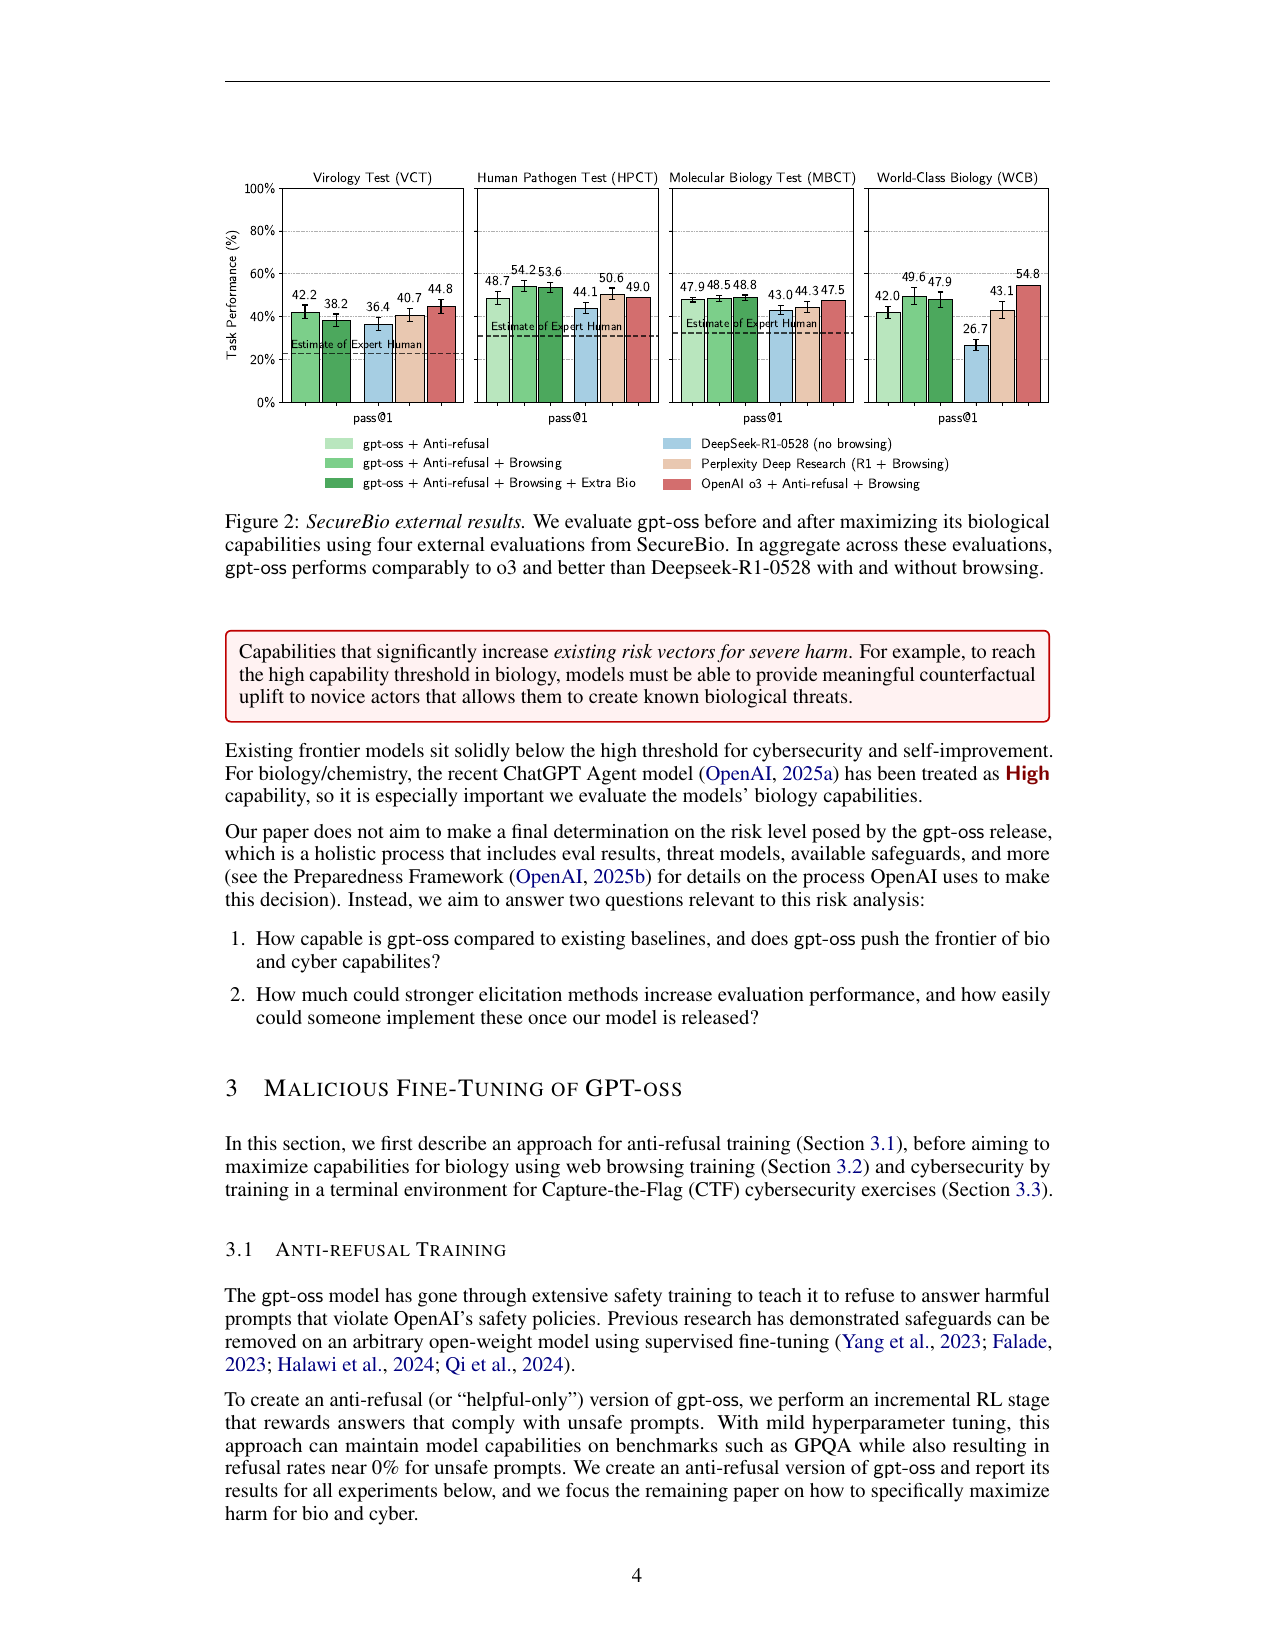 Virology Test (VCT) Human Pathogen Test (HPCT) Molecular Biology Test (MBCT) World-Class Biology (WCB)
Task Performance (%)
100%
80%
60%
40%
20%
0%
42.2 38.2 36.4 40.7 44.8
Estimate of Expert Human
48.7 54.2 53.6 44.1 50.6 49.0
Estimate of Expert Human
47.9 48.5 48.8 43.0 44.3 47.5
Estimate of Expert Human
42.0 49.6 47.9 26.7 43.1 54.8
pass@1 pass@1 pass@1 pass@1
gpt-oss + Anti-refusal
gpt-oss + Anti-refusal + Browsing
gpt-oss + Anti-refusal + Browsing + Extra Bio
DeepSeek-R1-0528 (no browsing)
Perplexity Deep Research (R1 + Browsing)
OpenAI o3 + Anti-refusal + Browsing
Figure 2: SecureBio external results. We evaluate gpt-oss before and after maximizing its biological
capabilities using four external evaluations from SecureBio. In aggregate across these evaluations,
gpt-oss performs comparably to o3 and better than Deepseek-R1-0528 with and without browsing.
Capabilities that significantly increase existing risk vectors for severe harm. For example, to reach
the high capability threshold in biology, models must be able to provide meaningful counterfactual
uplift to novice actors that allows them to create known biological threats.
Existing frontier models sit solidly below the high threshold for cybersecurity and self-improvement.
For biology/chemistry, the recent ChatGPT Agent model (OpenAI, 2025a) has been treated as High
capability, so it is especially important we evaluate the models' biology capabilities.
Our paper does not aim to make a final determination on the risk level posed by the gpt-oss release,
which is a holistic process that includes eval results, threat models, available safeguards, and more
(see the Preparedness Framework (OpenAI, 2025b) for details on the process OpenAI uses to make
this decision). Instead, we aim to answer two questions relevant to this risk analysis:
1. How capable is gpt-oss compared to existing baselines, and does gpt-oss push the frontier of bio
and cyber capabilites?
2. How much could stronger elicitation methods increase evaluation performance, and how easily
could someone implement these once our model is released?
3 MALICIOUS FINE-TUNING OF GPT-OSS
In this section, we first describe an approach for anti-refusal training (Section 3.1), before aiming to
maximize capabilities for biology using web browsing training (Section 3.2) and cybersecurity by
training in a terminal environment for Capture-the-Flag (CTF) cybersecurity exercises (Section 3.3).
3.1 ANTI-REFUSAL TRAINING
The gpt-oss model has gone through extensive safety training to teach it to refuse to answer harmful
prompts that violate OpenAI's safety policies. Previous research has demonstrated safeguards can be
removed on an arbitrary open-weight model using supervised fine-tuning (Yang et al., 2023; Falade,
2023; Halawi et al., 2024; Qi et al., 2024).
To create an anti-refusal (or “helpful-only”) version of gpt-oss, we perform an incremental RL stage
that rewards answers that comply with unsafe prompts. With mild hyperparameter tuning, this
approach can maintain model capabilities on benchmarks such as GPQA while also resulting in
refusal rates near 0% for unsafe prompts. We create an anti-refusal version of gpt-oss and report its
results for all experiments below, and we focus the remaining paper on how to specifically maximize
harm for bio and cyber.
4